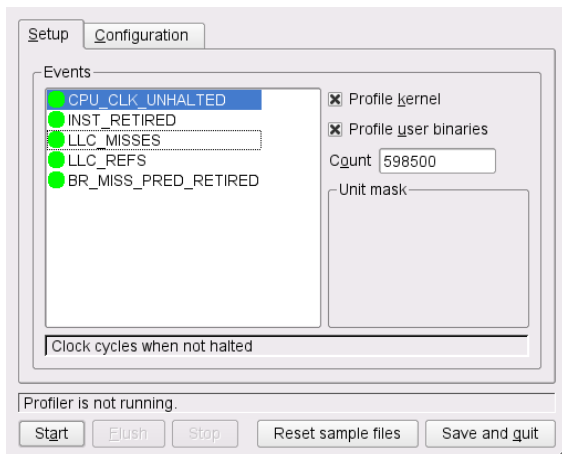 Setup Configuration
Events
CPU_CLK_UNHALTED
INST_RETIRED
LLC_MISSES
LLC_REFS
BR_MISS_PRED_RETIRED
Profile kernel
Profile user binaries
Count 598500
Unit mask
Clock cycles when not halted
Profiler is not running.
Start Flush Stop Reset sample files Save and quit